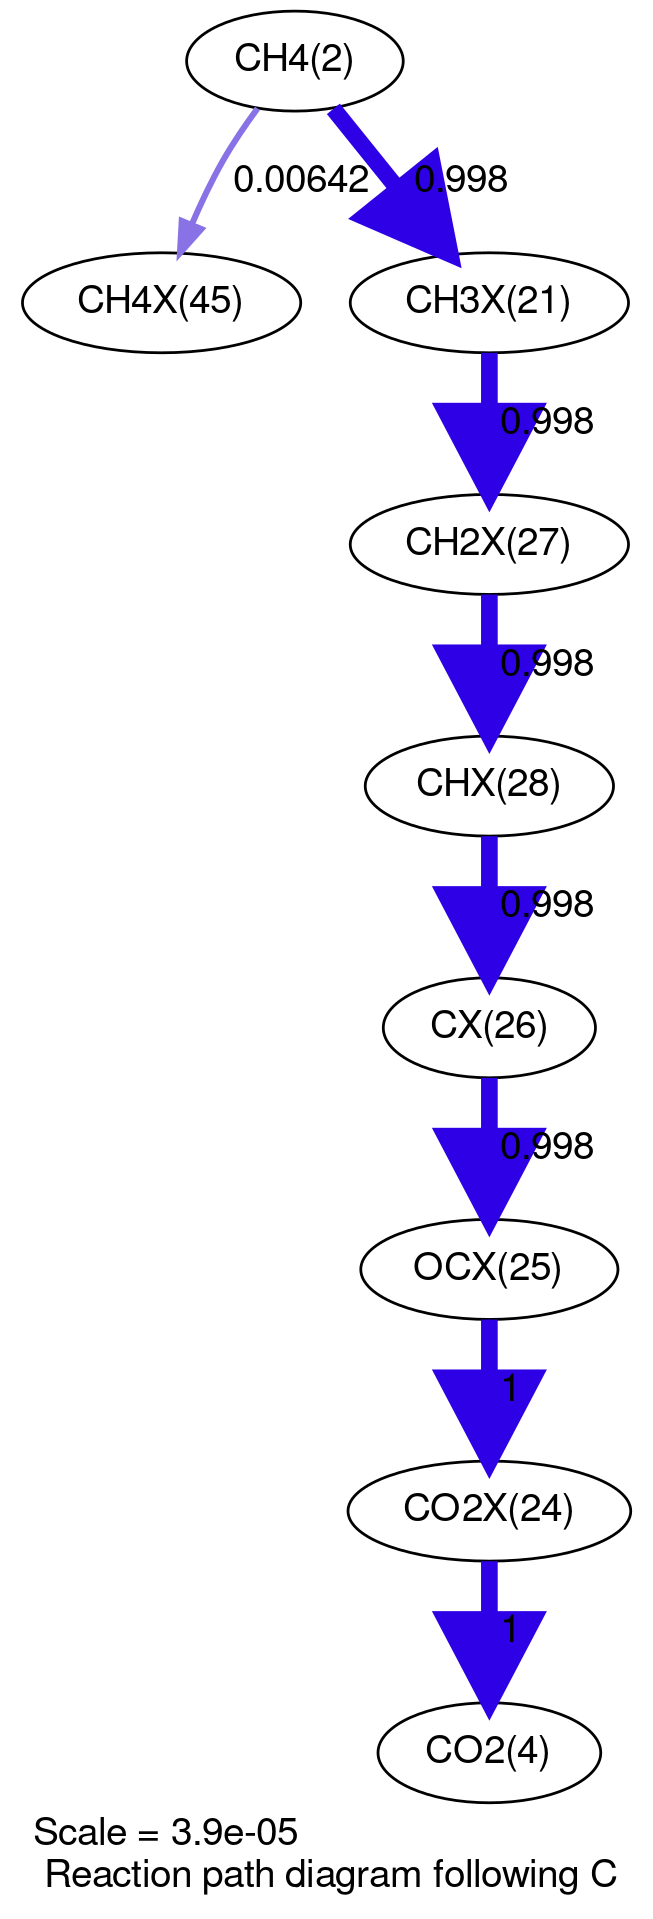 CH4(2)
0.00642
0.998
CH4X(45)
CH3X(21)
0.998
CH2X(27)
0.998
CHX(28)
0.998
CX(26)
0.998
OCX(25)
1
CO2X(24)
1
CO2(4)
Scale = 3.9e-05
Reaction path diagram following C